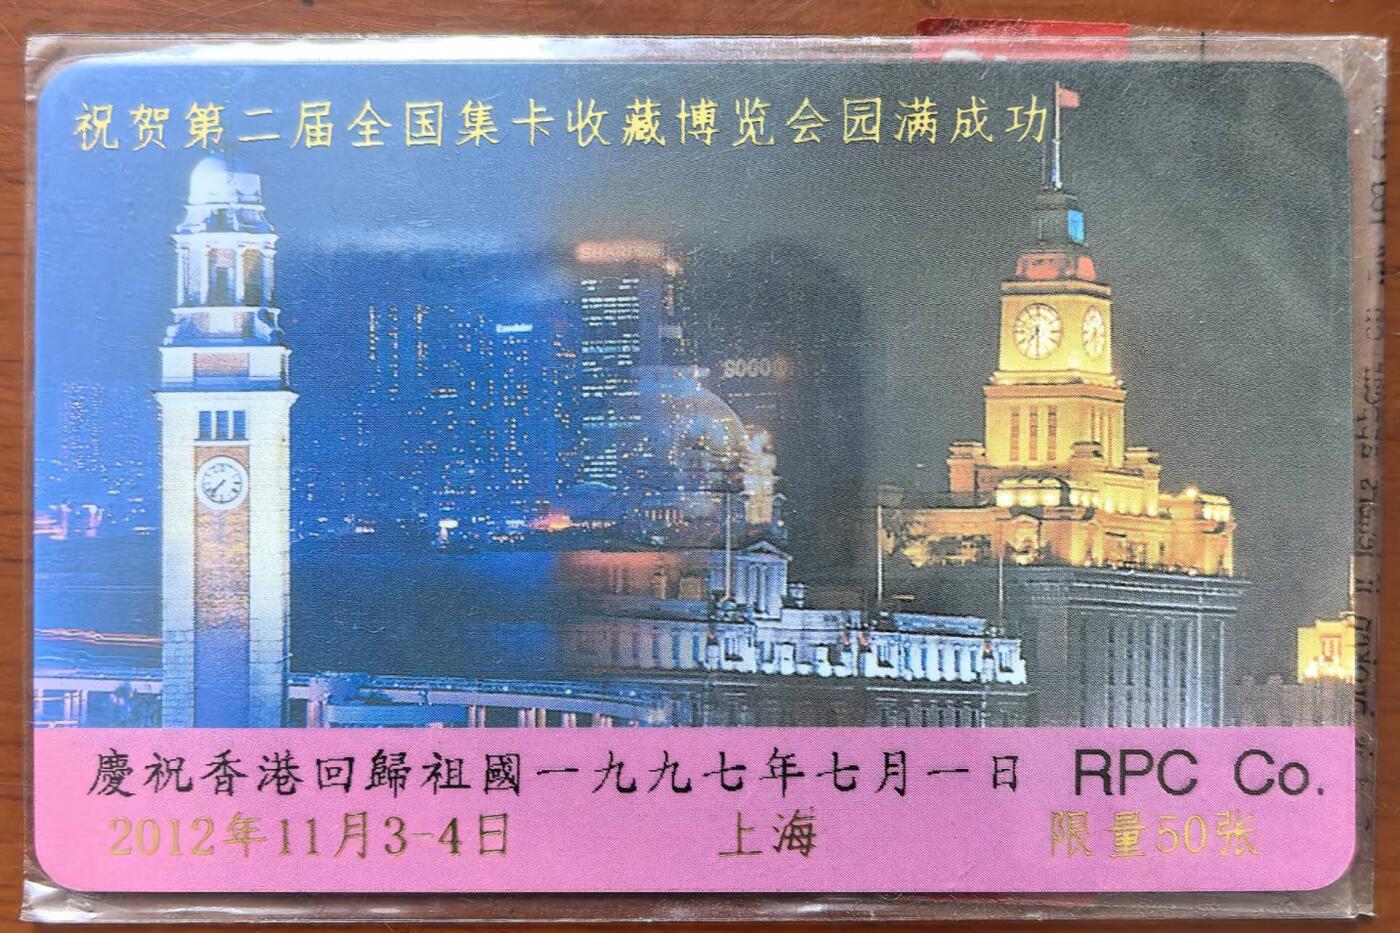 祝贺第二届全国集卡收藏博览会园满成功
慶祝香港回歸祖國一九九七年七月一日 RPC Co.
2012年11月3-4日 上海 限量50张